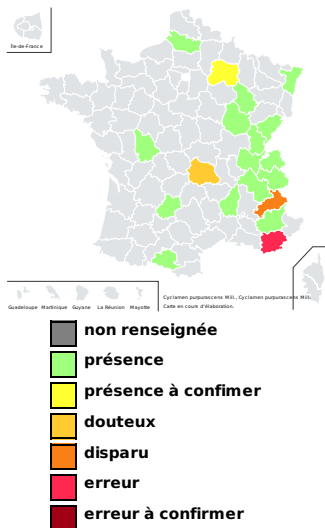 Île-de-France
Guadeloupe Martinique Guyane La Réunion Mayotte
Cyclamen purpurascens Mill., Cyclamen purpurascens Mill.
Carte en cours d'élaboration.
non renseignée
présence
présence à confimer
douteux
disparu
erreur
erreur à confirmer